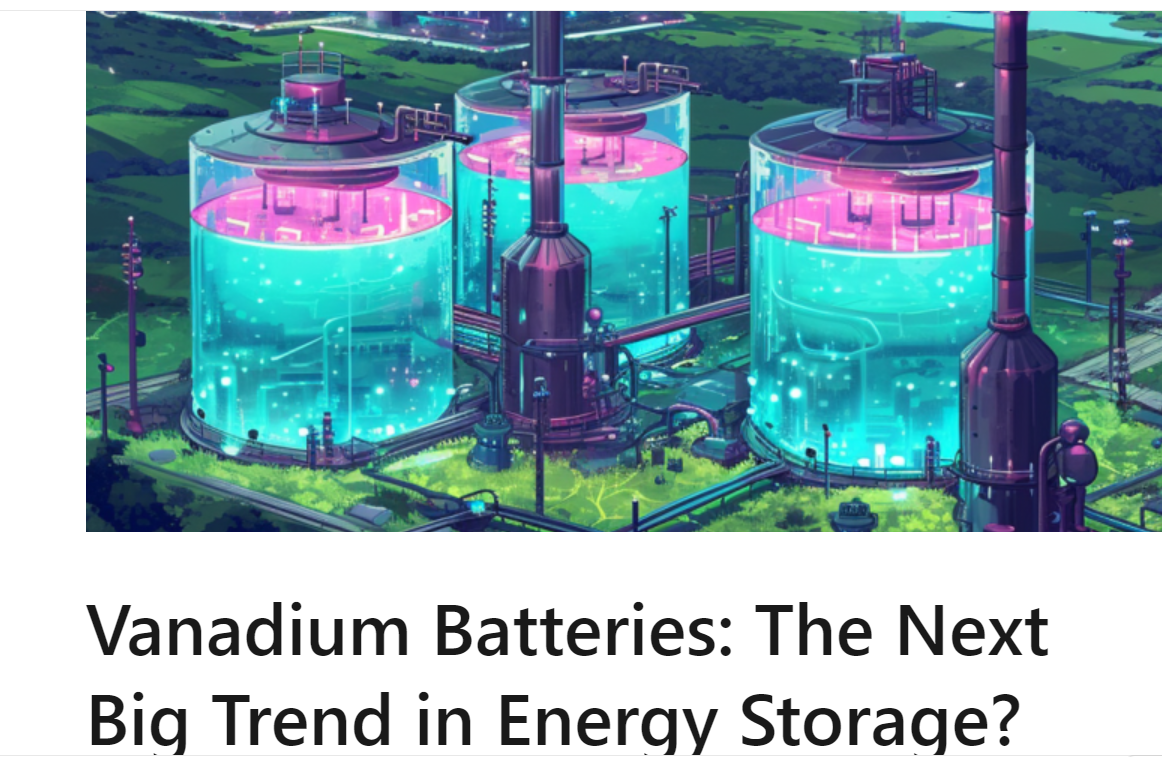 Vanadium Batteries: The Next
Big Trend in Energy Storage?